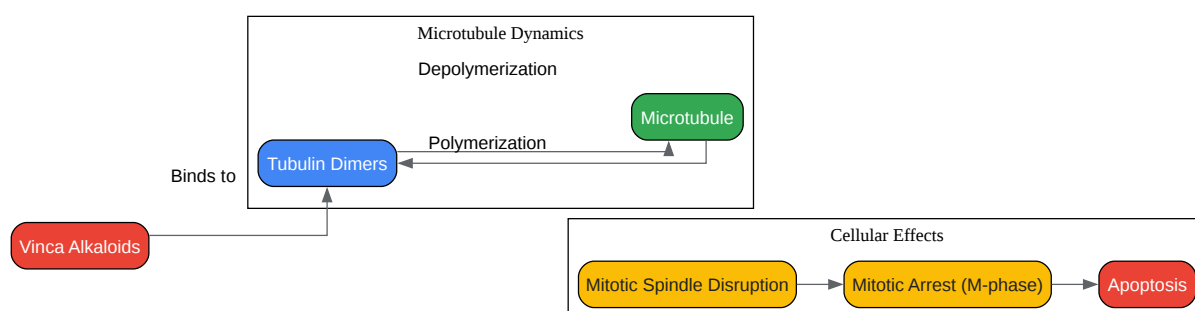 Microtubule Dynamics
Depolymerization
Microtubule
Polymerization
Tubulin Dimers
Binds to
Vinca Alkaloids
Cellular Effects
Mitotic Spindle Disruption
Mitotic Arrest (M-phase)
Apoptosis